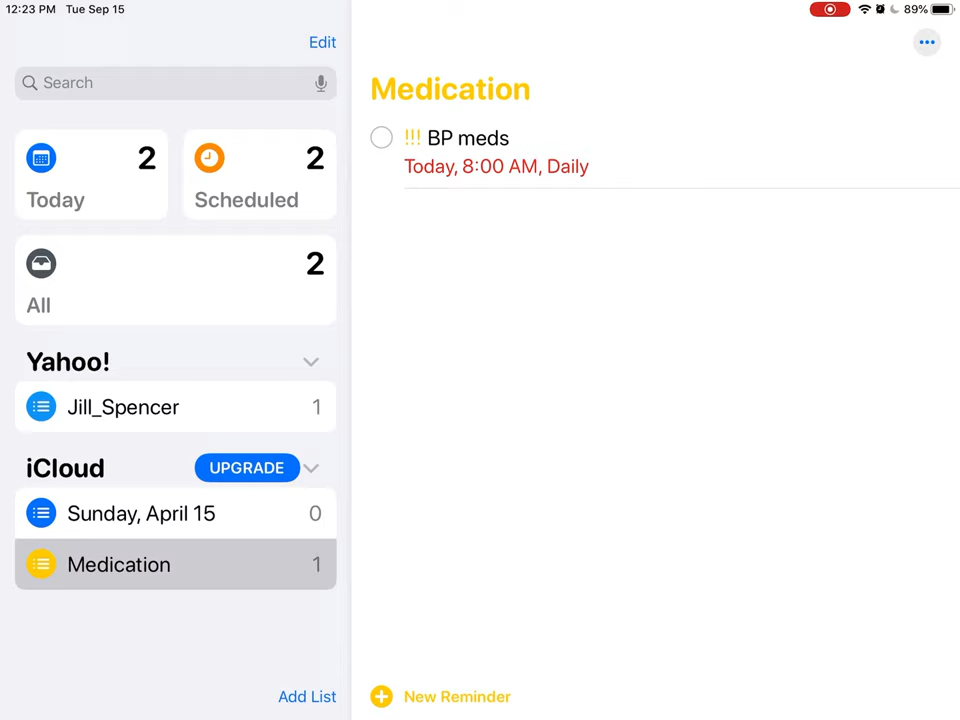 12:23 PM Tue Sep 15
89%
Edit
Search
2
Today
2
Scheduled
2
All
Yahoo!
Jill_Spencer 1
iCloud UPGRADE
Sunday, April 15 0
Medication 1
Add List
Medication
!!! BP meds
Today, 8:00 AM, Daily
New Reminder